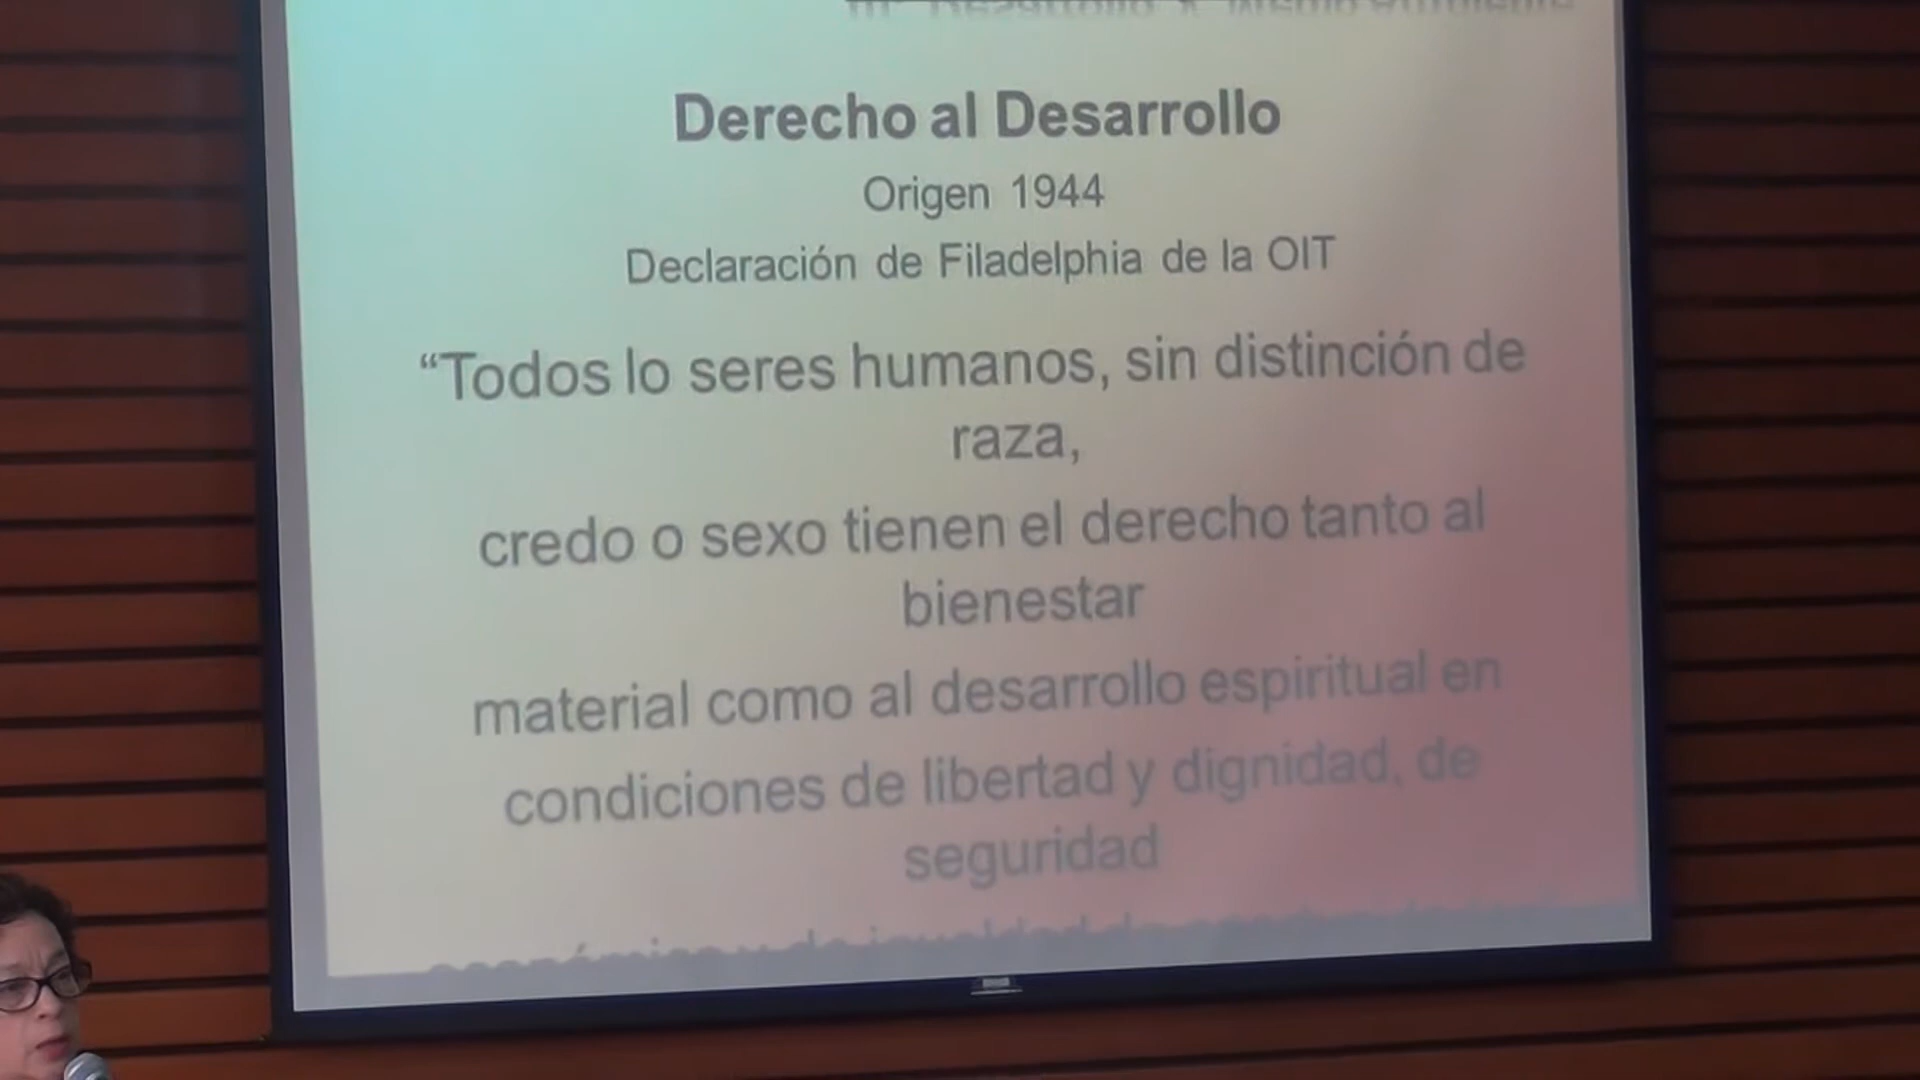 Derecho al Desarrollo
Origen 1944
Declaración de Filadelphia de la OIT
“Todos lo seres humanos, sin distinción de
raza,
credo o sexo tienen el derecho tanto al
bienestar
material como al desarrollo espiritual en
condiciones de libertad y dignidad, de
seguridad